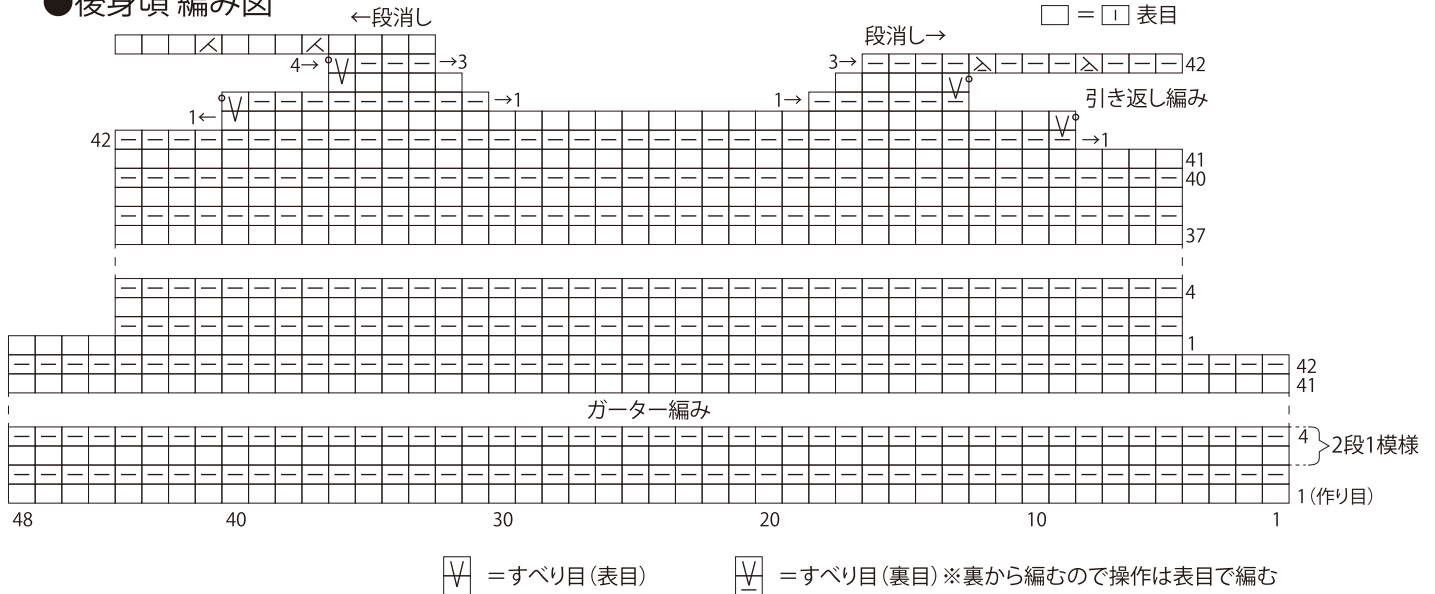 ●後身頃 編み図
←段消し
□ = ｜ 表目
段消し→
4→
→3
3→
42
1←
→1
1→
引き返し編み
42
→1
41
40
37
4
1
42
41
ガーター編み
4
2段1模様
1（作り目）
48 40 30 20 10 1
V =すべり目（表目） V =すべり目（裏目）※裏から編むので操作は表目で編む